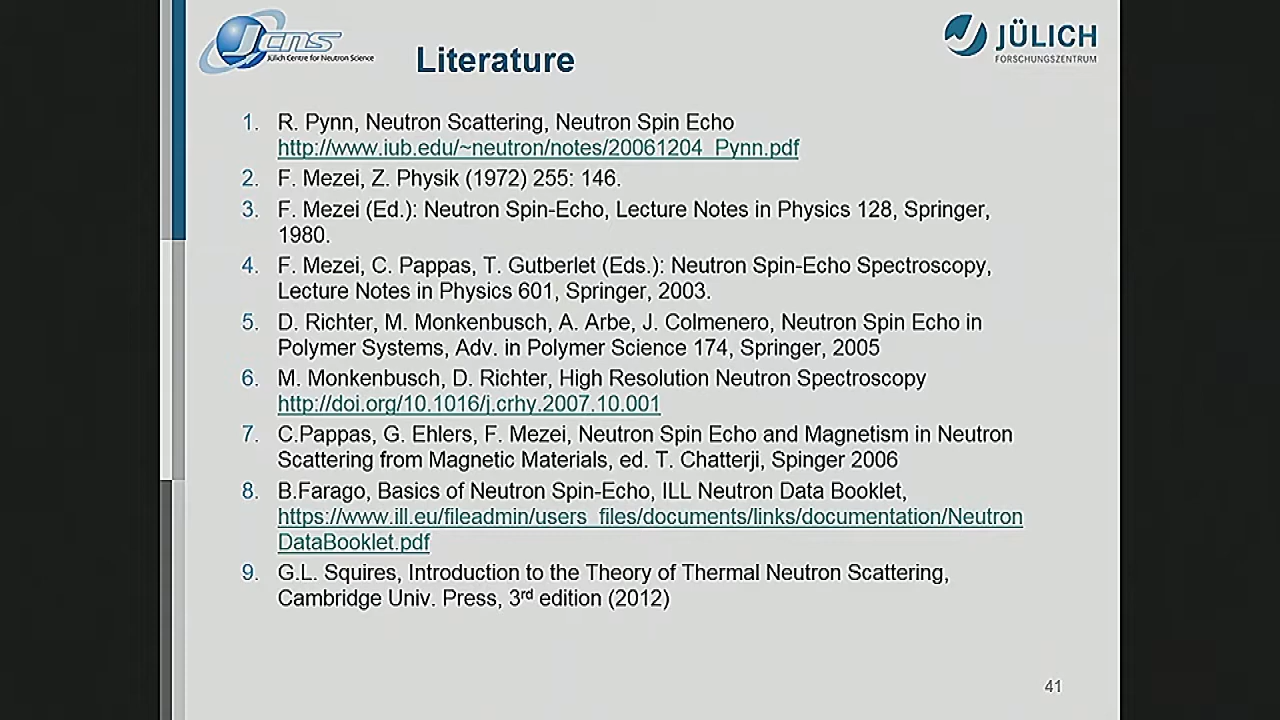 Jcns
Jülich Centre for Neutron Science
Literature
JÜLICH
FORSCHUNGSZENTRUM
1. R. Pynn, Neutron Scattering, Neutron Spin Echo
http://www.iub.edu/~neutron/notes/20061204_Pynn.pdf
2. F. Mezei, Z. Physik (1972) 255: 146.
3. F. Mezei (Ed.): Neutron Spin-Echo, Lecture Notes in Physics 128, Springer,
1980.
4. F. Mezei, C. Pappas, T. Gutberlet (Eds.): Neutron Spin-Echo Spectroscopy,
Lecture Notes in Physics 601, Springer, 2003.
5. D. Richter, M. Monkenbusch, A. Arbe, J. Colmenero, Neutron Spin Echo in
Polymer Systems, Adv. in Polymer Science 174, Springer, 2005
6. M. Monkenbusch, D. Richter, High Resolution Neutron Spectroscopy
http://doi.org/10.1016/j.crhy.2007.10.001
7. C.Pappas, G. Ehlers, F. Mezei, Neutron Spin Echo and Magnetism in Neutron
Scattering from Magnetic Materials, ed. T. Chatterji, Spinger 2006
8. B.Farago, Basics of Neutron Spin-Echo, ILL Neutron Data Booklet,
https://www.ill.eu/fileadmin/users_files/documents/links/documentation/Neutron
DataBooklet.pdf
9. G.L. Squires, Introduction to the Theory of Thermal Neutron Scattering,
Cambridge Univ. Press, 3rd edition (2012)
41